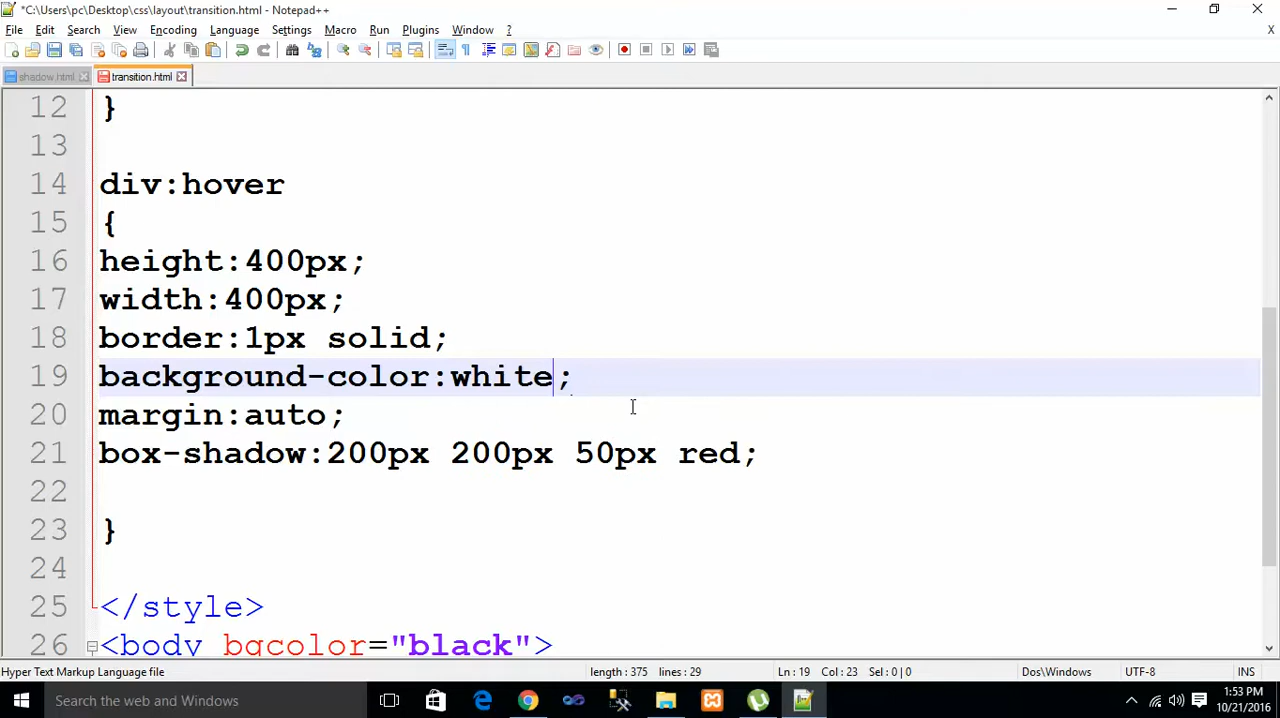 *C:\Users\pc\Desktop\css\layout\transition.html - Notepad++
File Edit Search View Encoding Language Settings Macro Run Plugins Window ? X
shadow.html transition.html
12 }
13
14 div:hover
15 {
16 height:400px;
17 width:400px;
18 border:1px solid;
19 background-color:white;
20 margin:auto;
21 box-shadow:200px 200px 50px red;
22
23 }
24
25 </style>
26 <body bgcolor="black">
Hyper Text Markup Language file length : 375 lines : 29 Ln : 19 Col : 23 Sel : 0 | 0 Dos\Windows UTF-8 INS
Search the web and Windows
1:53 PM
10/21/2016